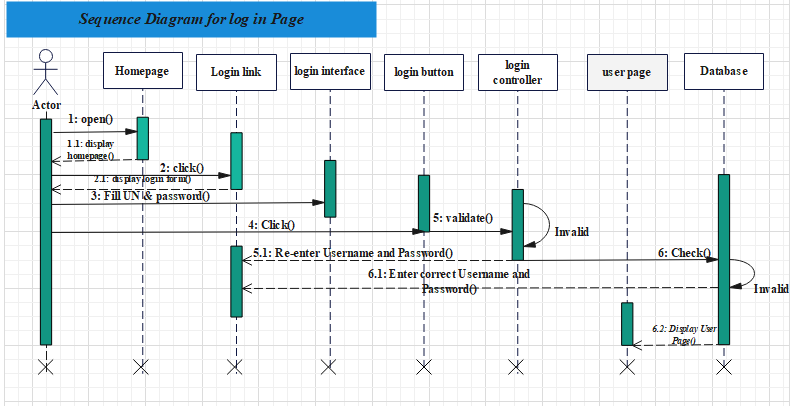 Sequence Diagram for log in Page
Homepage
Login link
login interface
login button
login
controller
user page
Database
Actor
1: open()
1.1: display
homepage()
2: click()
2.1: display login form()
3: Fill UN & password()
4: Click()
5: validate()
Invalid
5.1: Re-enter Username and Password()
6: Check()
6.1: Enter correct Username and
Password()
Invalid
6.2: Display User
Page()